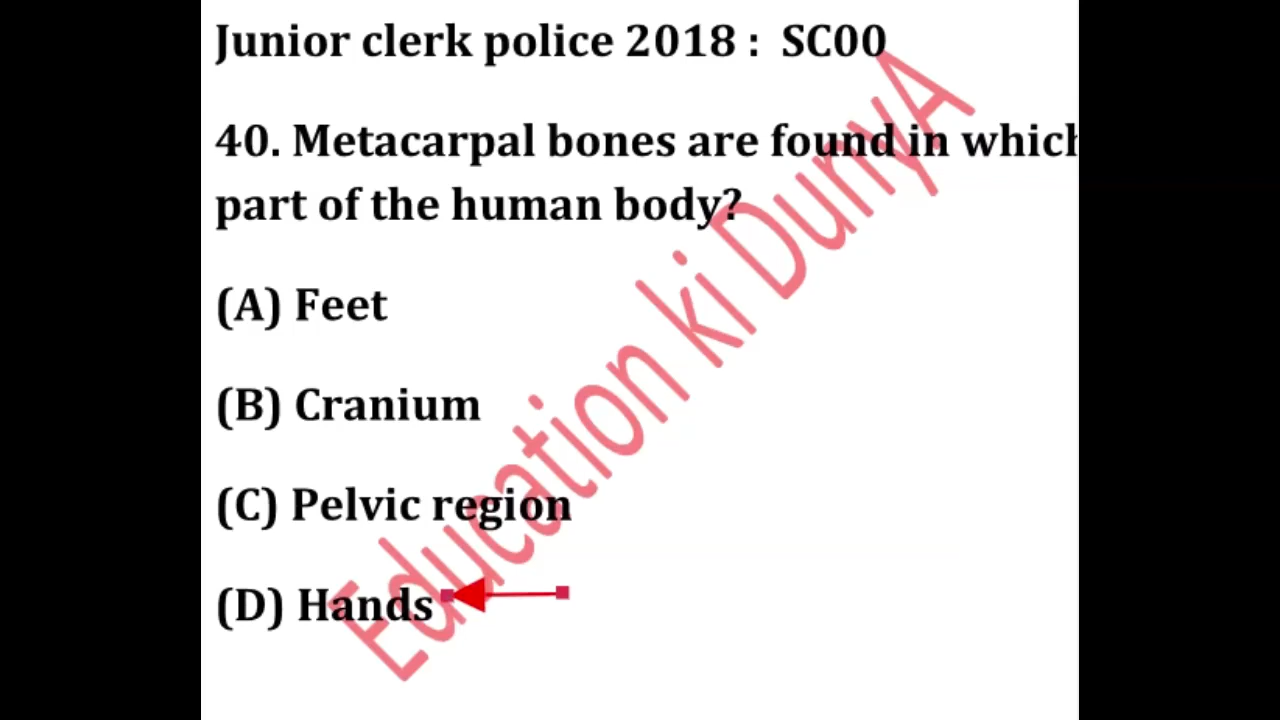 Junior clerk police 2018 : SC00
40. Metacarpal bones are found in which
part of the human body?
(A) Feet
(B) Cranium
(C) Pelvic region
(D) Hands
Education ki DunyA